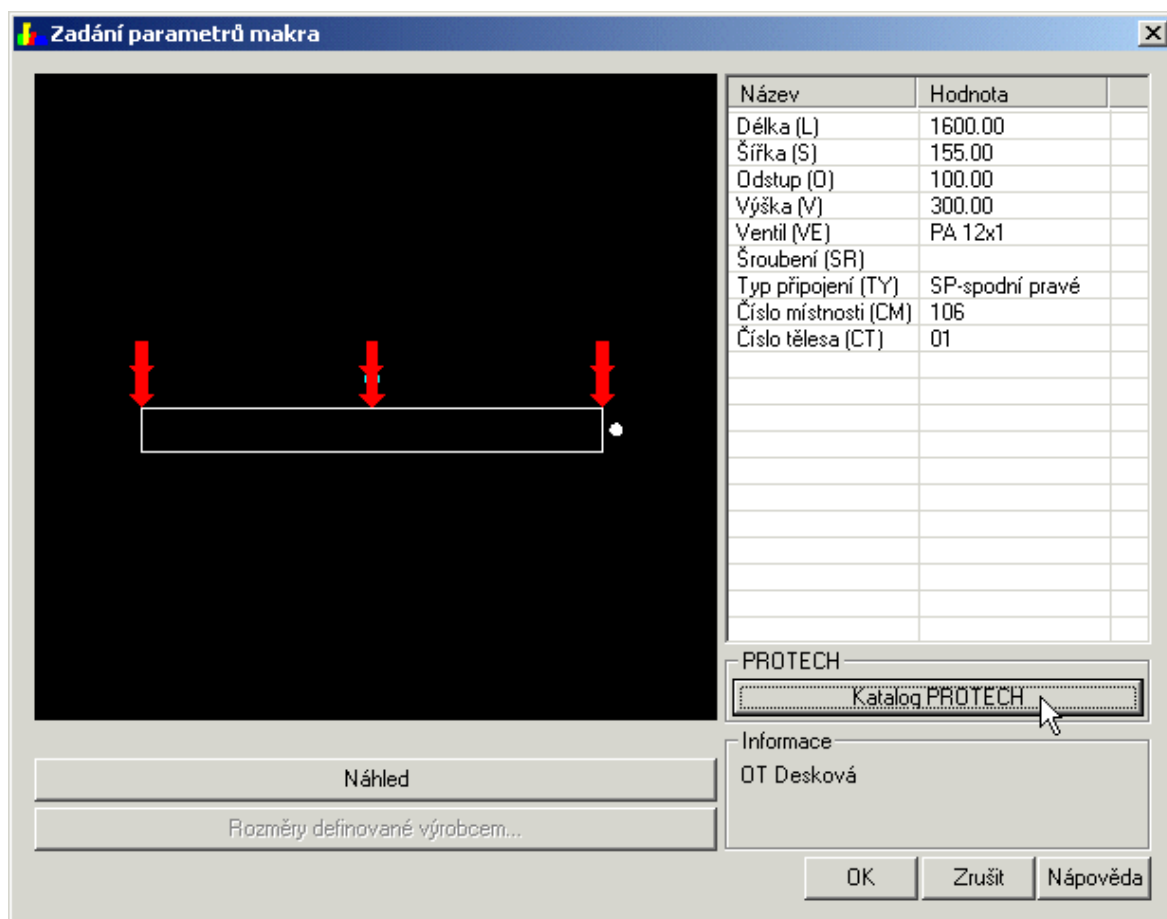 Zadání parametrů makra
Název Hodnota
Délka (L) 1600.00
Šířka (S) 155.00
Odstup (O) 100.00
Výška (V) 300.00
Ventil (VE) PA 12x1
Šroubení (SR)
Typ připojení (TY) SP-spodní pravé
Číslo místnosti (CM) 106
Číslo tělesa (CT) 01
PROTECH
Katalog PROTECH
Informace
OT Desková
Náhled
Rozměry definované výrobcem...
OK Zrušit Nápověda